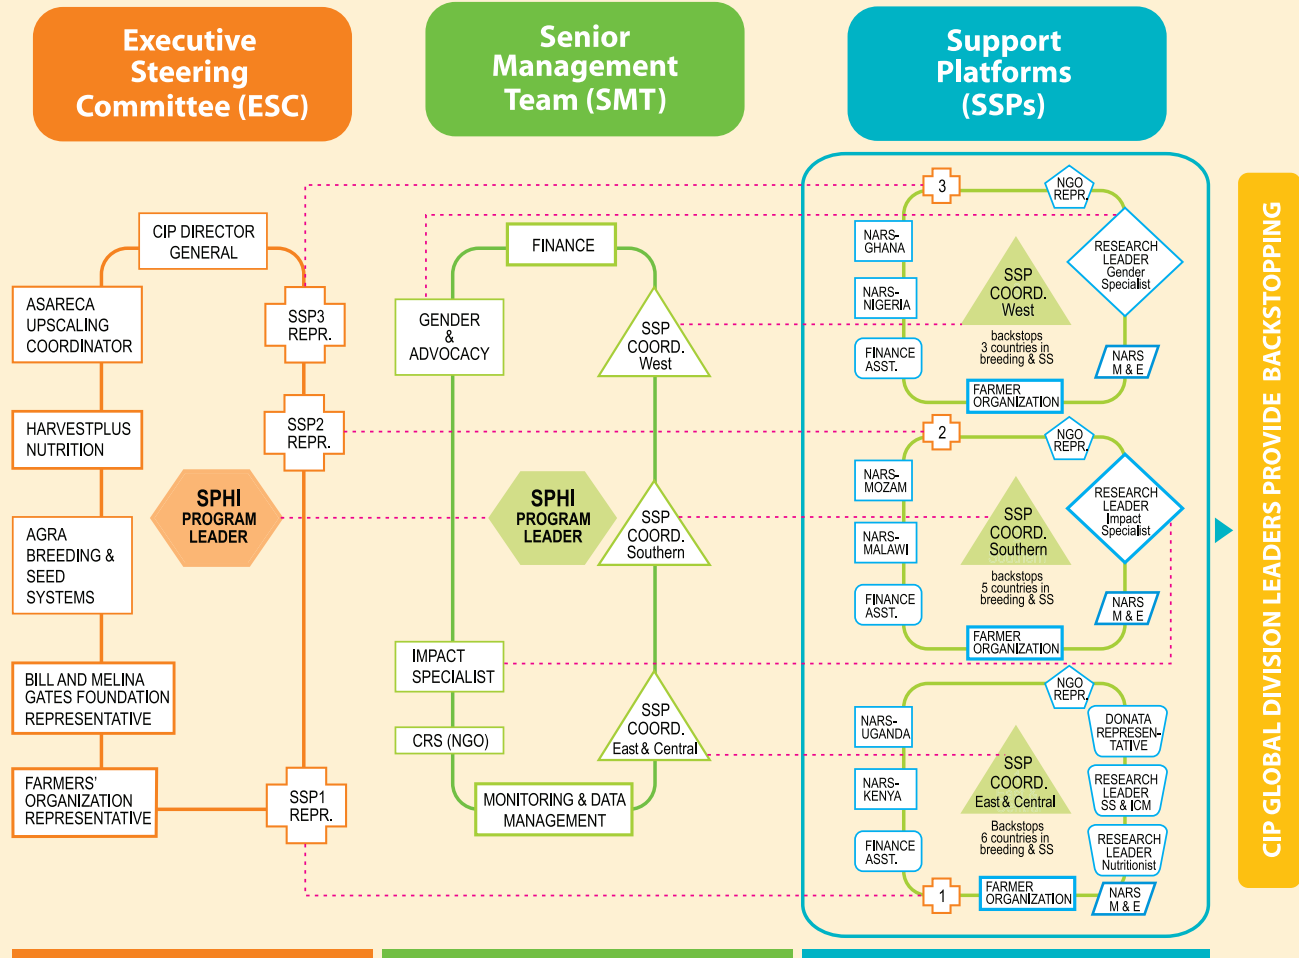 Executive
Steering
Committee (ESC)
Senior
Management
Team (SMT)
Support
Platforms
(SSPs)
CIP DIRECTOR
GENERAL
ASARECA
UPSCALING
COORDINATOR
SSP3
REPR.
HARVESTPLUS
NUTRITION
SSP2
REPR.
SPHI
PROGRAM
LEADER
AGRA
BREEDING &
SEED
SYSTEMS
BILL AND MELINA
GATES FOUNDATION
REPRESENTATIVE
FARMERS'
ORGANIZATION
REPRESENTATIVE
SSP1
REPR.
FINANCE
GENDER
&
ADVOCACY
SSP
COORD.
West
SPHI
PROGRAM
LEADER
SSP
COORD.
Southern
IMPACT
SPECIALIST
CRS (NGO)
SSP
COORD.
East & Central
MONITORING & DATA
MANAGEMENT
3
NGO
REPR.
NARS-
GHANA
RESEARCH
LEADER
Gender
Specialist
SSP
COORD.
West
NARS-
NIGERIA
backstops
3 countries in
breeding & SS
FINANCE
ASST.
NARS
M & E
FARMER
ORGANIZATION
2
NGO
REPR.
NARS-
MOZAM
RESEARCH
LEADER
Impact
Specialist
SSP
COORD.
Southern
NARS-
MALAWI
backstops
5 countries in
breeding & SS
FINANCE
ASST.
NARS
M & E
FARMER
ORGANIZATION
NGO
REPR.
NARS-
UGANDA
DONATA
REPRESEN-
TATIVE
SSP
COORD.
East & Central
NARS-
KENYA
RESEARCH
LEADER
SS & ICM
Backstops
6 countries in
breeding & SS
FINANCE
ASST.
RESEARCH
LEADER
Nutritionist
1
FARMER
ORGANIZATION
NARS
M & E
CIP GLOBAL DIVISION LEADERS PROVIDE BACKSTOPPING